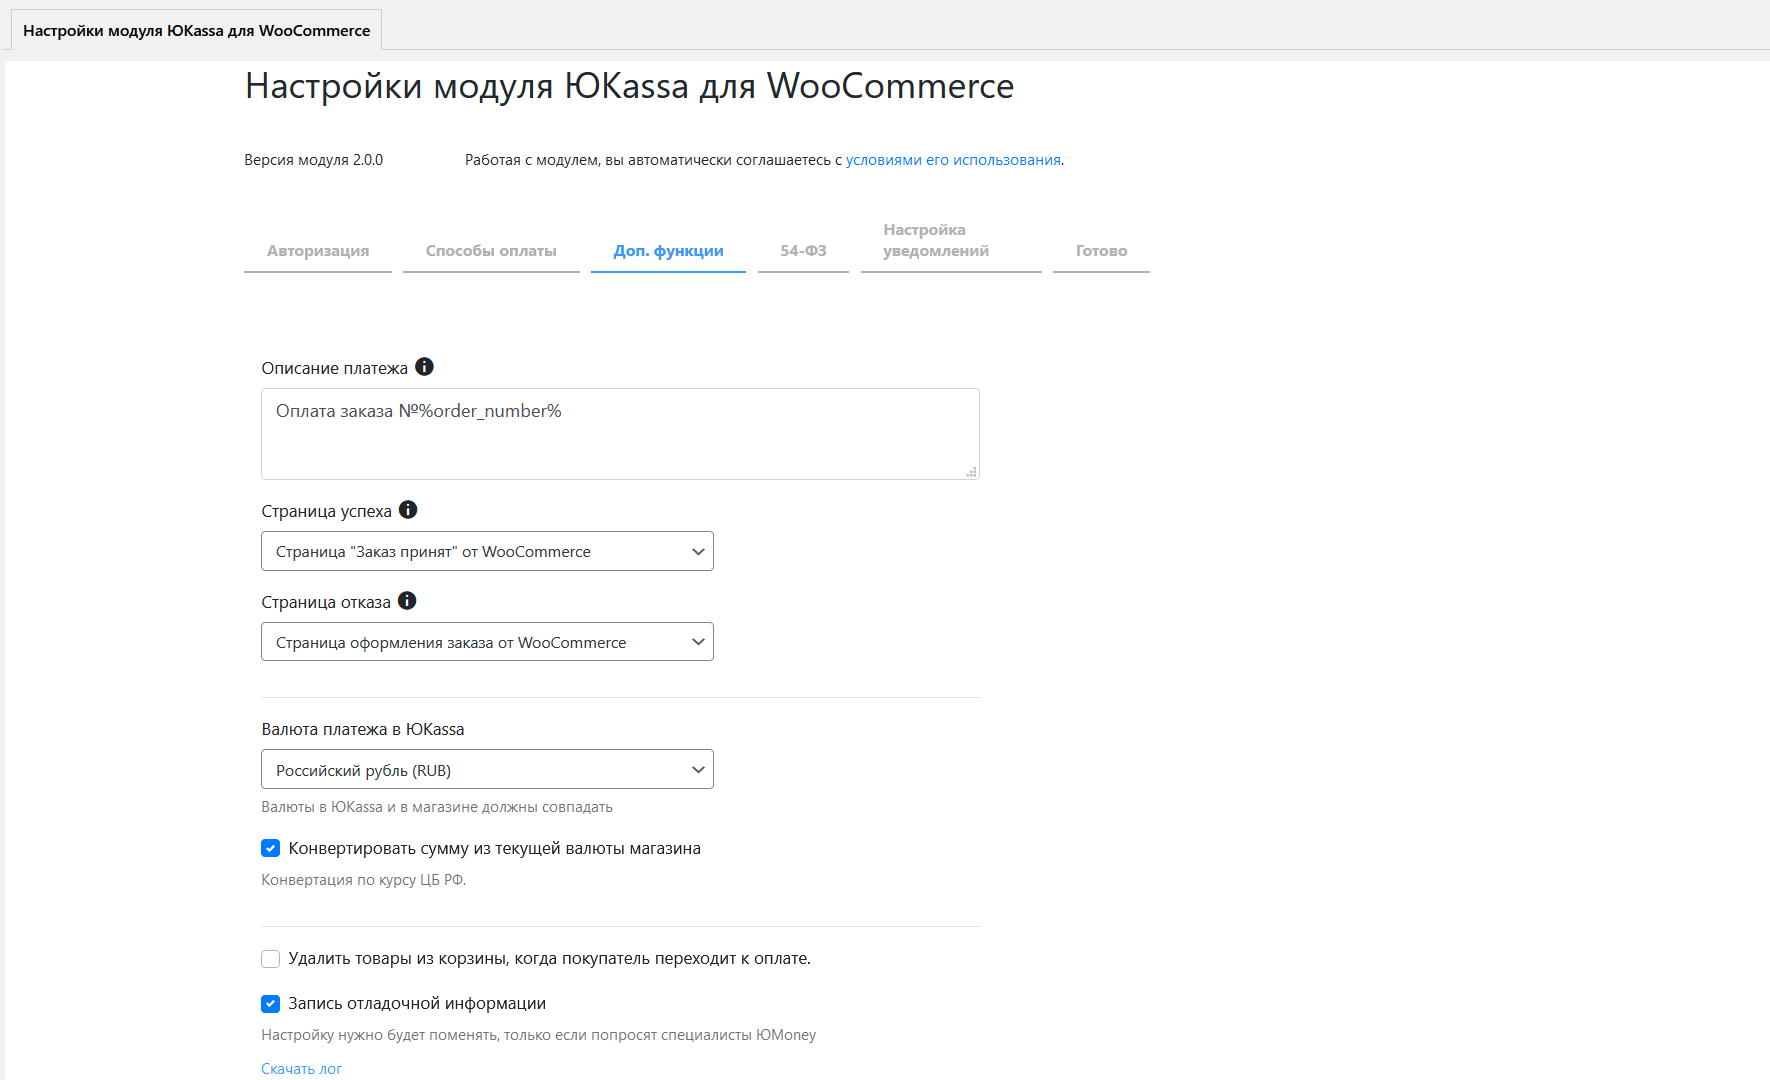 Настройки модуля ЮKassa для WooCommerce
Настройки модуля ЮKassa для WooCommerce
Версия модуля 2.0.0
Работая с модулем, вы автоматически соглашаетесь с условиями его использования.
Авторизация
Способы оплаты
Доп. функции
54-ФЗ
Настройка
уведомлений
Готово
Описание платежа
Оплата заказа №%order_number%
Страница успеха
Страница "Заказ принят" от WooCommerce
Страница отказа
Страница оформления заказа от WooCommerce
Валюта платежа в ЮKassa
Российский рубль (RUB)
Валюты в ЮKassa и в магазине должны совпадать
Конвертировать сумму из текущей валюты магазина
Конвертация по курсу ЦБ РФ.
Удалить товары из корзины, когда покупатель переходит к оплате.
Запись отладочной информации
Настройку нужно будет поменять, только если попросят специалисты ЮMoney
Скачать лог